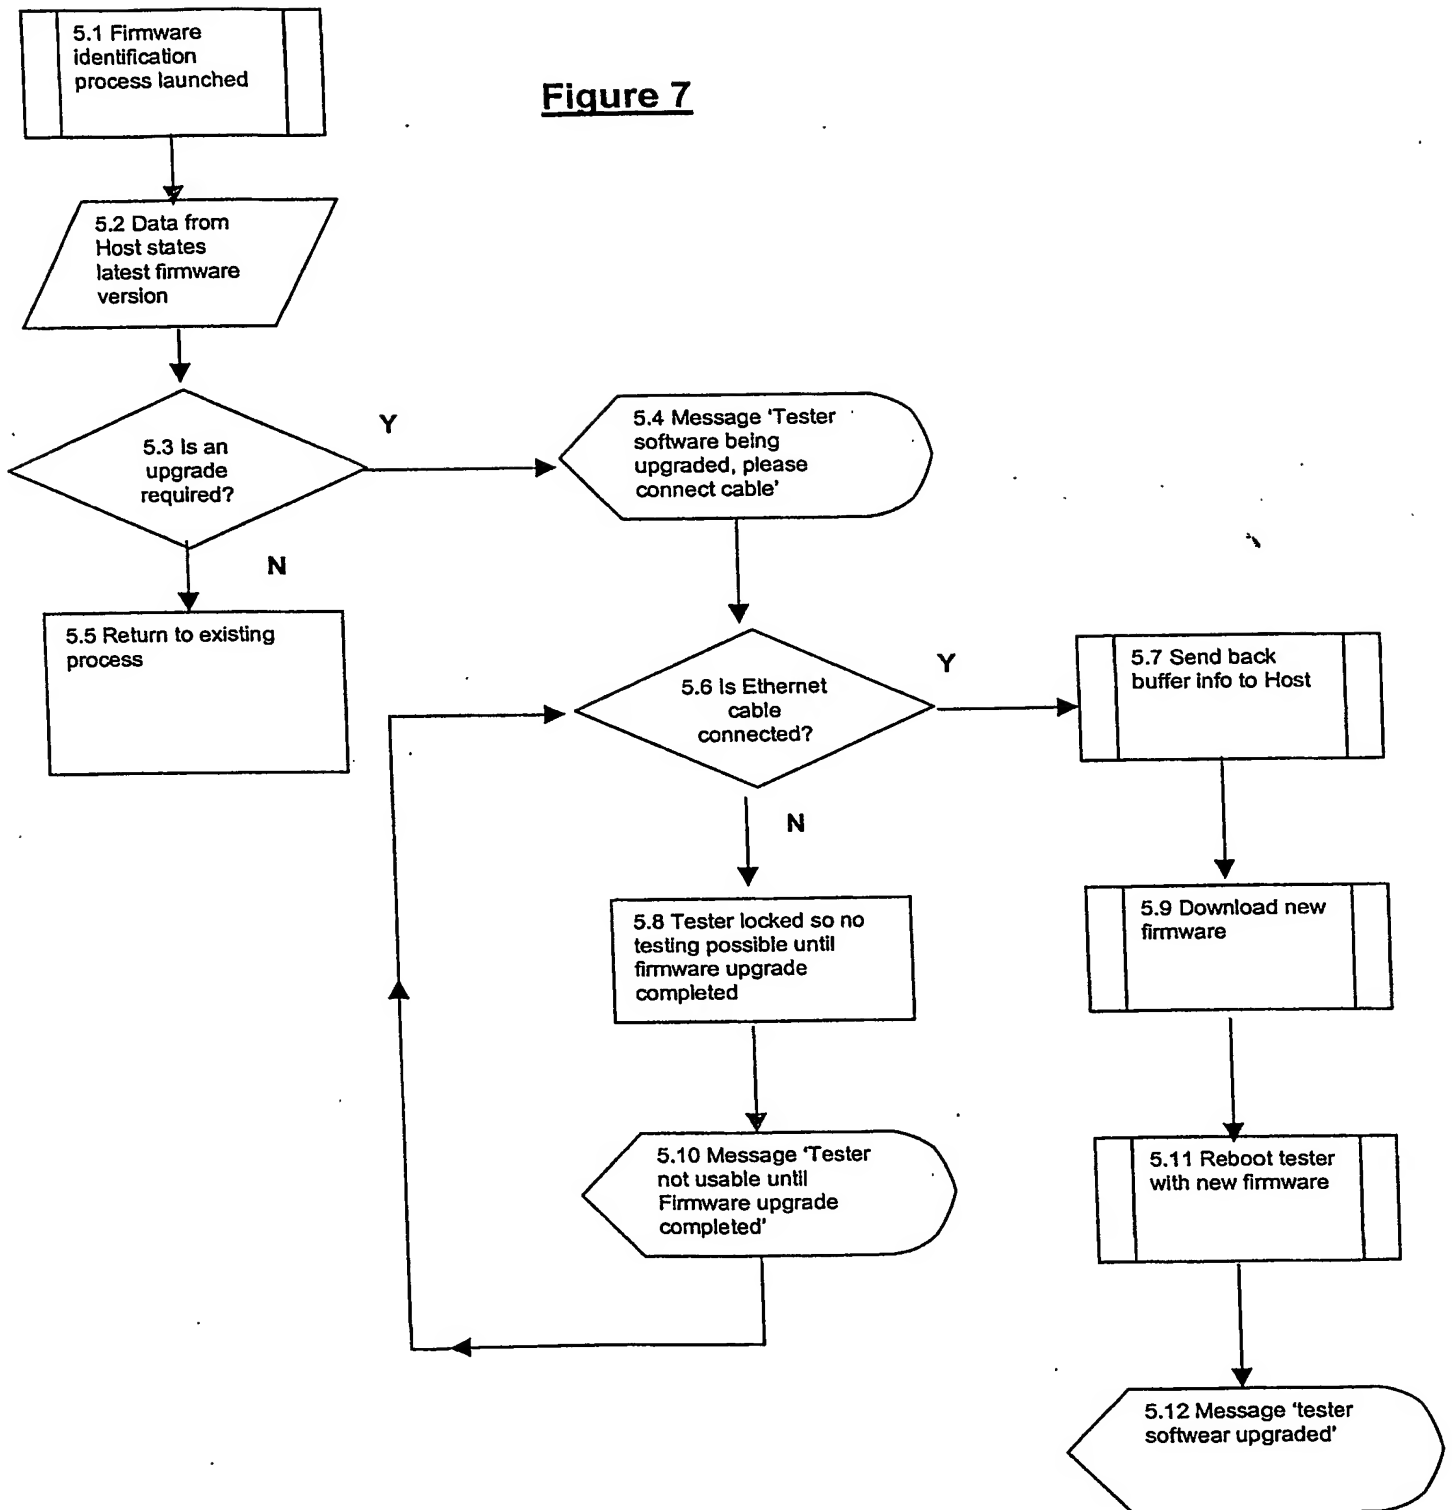 5.1 Firmware
identification
process launched
Figure 7
5.2 Data from
Host states
latest firmware
version
5.3 Is an
upgrade
required?
Y
5.4 Message 'Tester
software being
upgraded, please
connect cable'
N
5.5 Return to existing
process
5.6 Is Ethernet
cable
connected?
Y
5.7 Send back
buffer info to Host
N
5.8 Tester locked so no
testing possible until
firmware upgrade
completed
5.9 Download new
firmware
5.10 Message 'Tester
not usable until
Firmware upgrade
completed'
5.11 Reboot tester
with new firmware
5.12 Message 'tester
softwear upgraded'